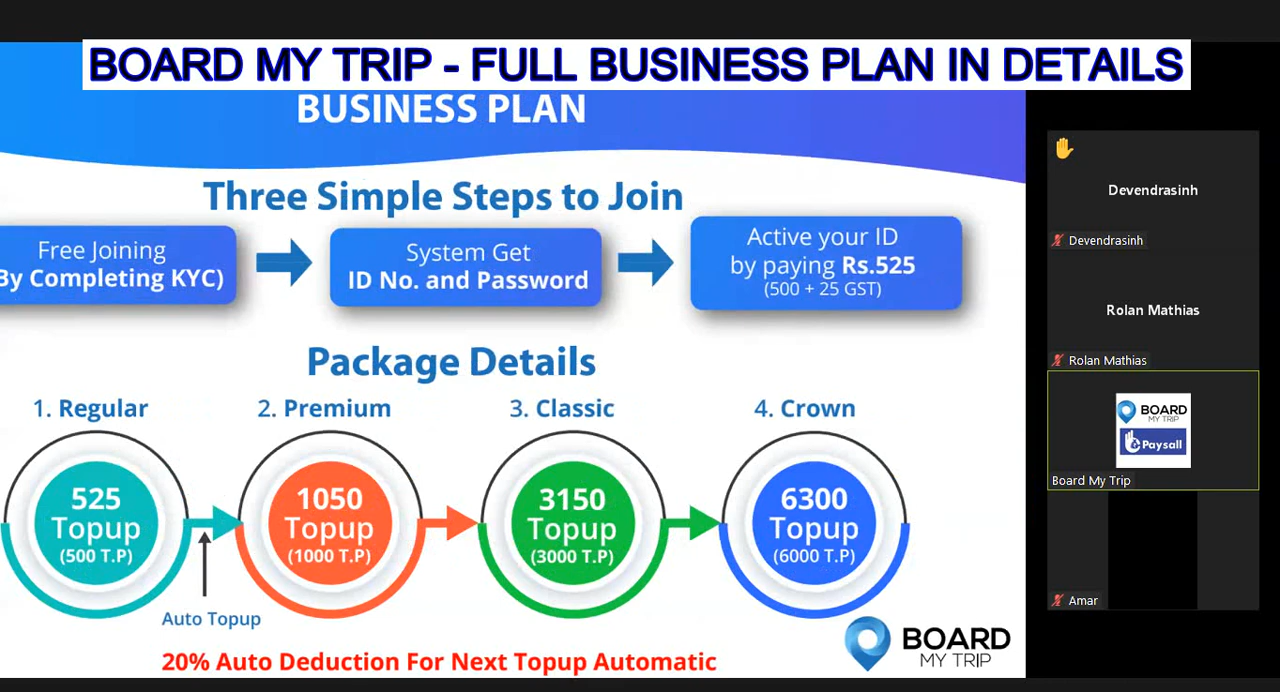 BOARD MY TRIP - FULL BUSINESS PLAN IN DETAILS
BUSINESS PLAN
Three Simple Steps to Join
Free Joining
By Completing KYC)
System Get
ID No. and Password
Active your ID
by paying Rs.525
(500 + 25 GST)
Package Details
1. Regular
2. Premium
3. Classic
4. Crown
525
Topup
(500 T.P)
1050
Topup
(1000 T.P)
3150
Topup
(3000 T.P)
6300
Topup
(6000 T.P)
Auto Topup
20% Auto Deduction For Next Topup Automatic
BOARD
MY TRIP
Devendrasinh
Devendrasinh
Rolan Mathias
Rolan Mathias
BOARD
MY TRIP
Paysall
Board My Trip
Amar